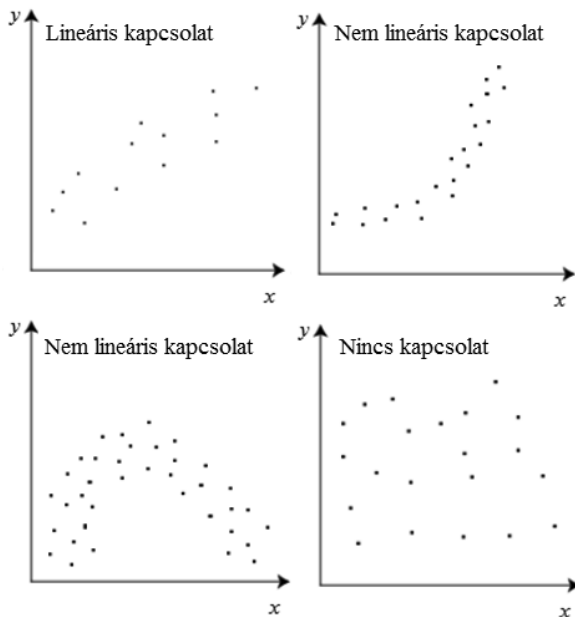 y
Lineáris kapcsolat
x
y
Nem lineáris kapcsolat
x
y
Nem lineáris kapcsolat
x
y
Nincs kapcsolat
x